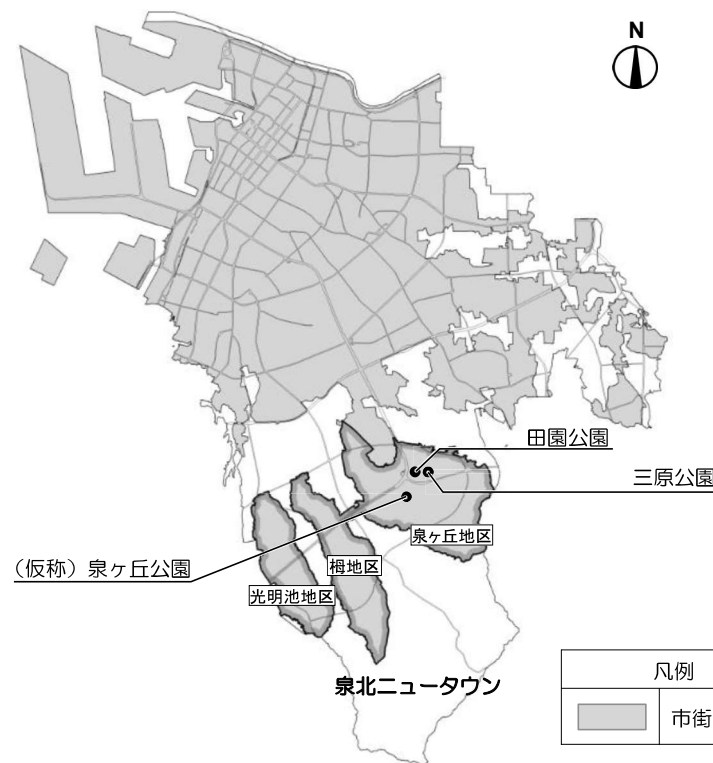 N
田園公園
三原公園
泉ヶ丘地区
(仮称) 泉ヶ丘公園
栂地区
光明池地区
泉北ニュータウン
凡例
市街